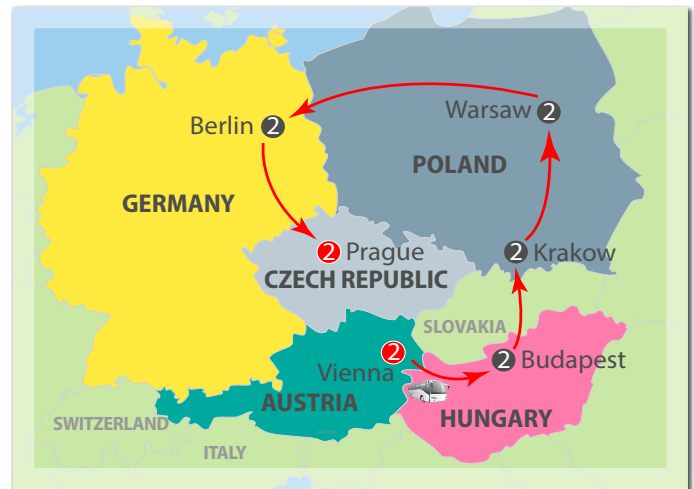 Warsaw 2
Berlin 2
POLAND
GERMANY
2 Prague
2 Krakow
CZECH REPUBLIC
SLOVAKIA
2
Vienna
2 Budapest
AUSTRIA
HUNGARY
SWITZERLAND
ITALY